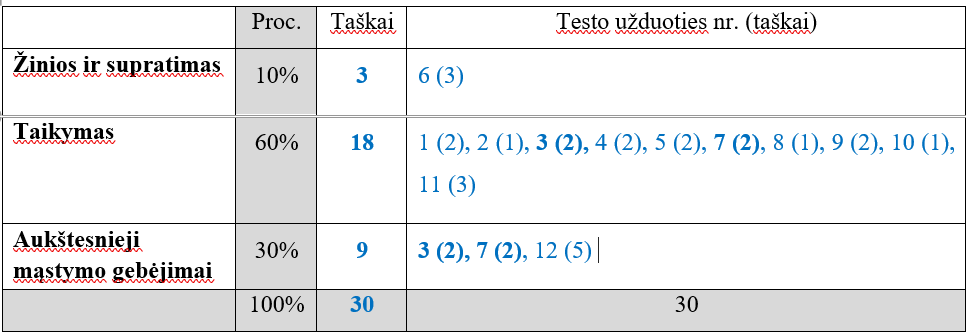 Proc. Taškai Testo užduoties nr. (taškai)
Žinios ir supratimas 10% 3 6 (3)
Taikymas 60% 18 1 (2), 2 (1), 3 (2), 4 (2), 5 (2), 7 (2), 8 (1), 9 (2), 10 (1),
11 (3)
Aukštesnieji
mąstymo gebėjimai 30% 9 3 (2), 7 (2), 12 (5)
100% 30 30